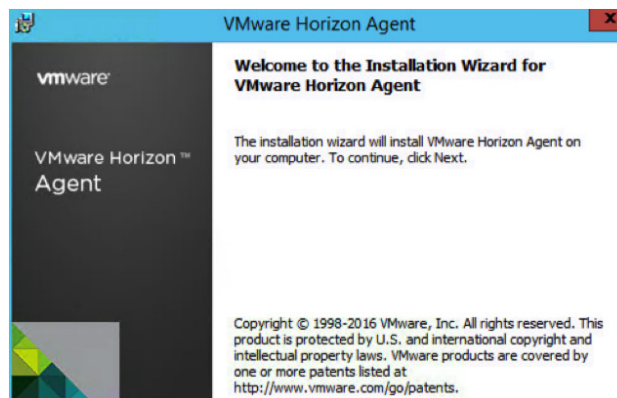 VMware Horizon Agent
X
vmware®
VMware Horizon ™
Agent
Welcome to the Installation Wizard for
VMware Horizon Agent
The installation wizard will install VMware Horizon Agent on
your computer. To continue, click Next.
Copyright © 1998-2016 VMware, Inc. All rights reserved. This
product is protected by U.S. and international copyright and
intellectual property laws. VMware products are covered by
one or more patents listed at
http://www.vmware.com/go/patents.